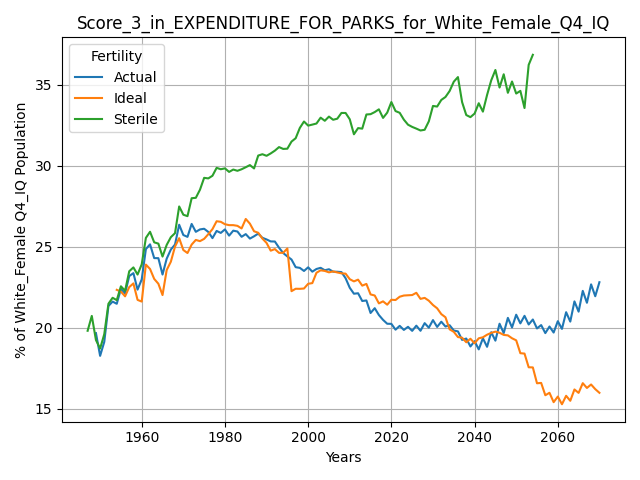 Score_3_in_EXPENDITURE_FOR_PARKS_for_White_Female_Q4_IQ
Fertility
Actual
Ideal
Sterile
% of White_Female Q4_IQ Population
35
30
25
20
15
1960 1980 2000 2020 2040 2060
Years